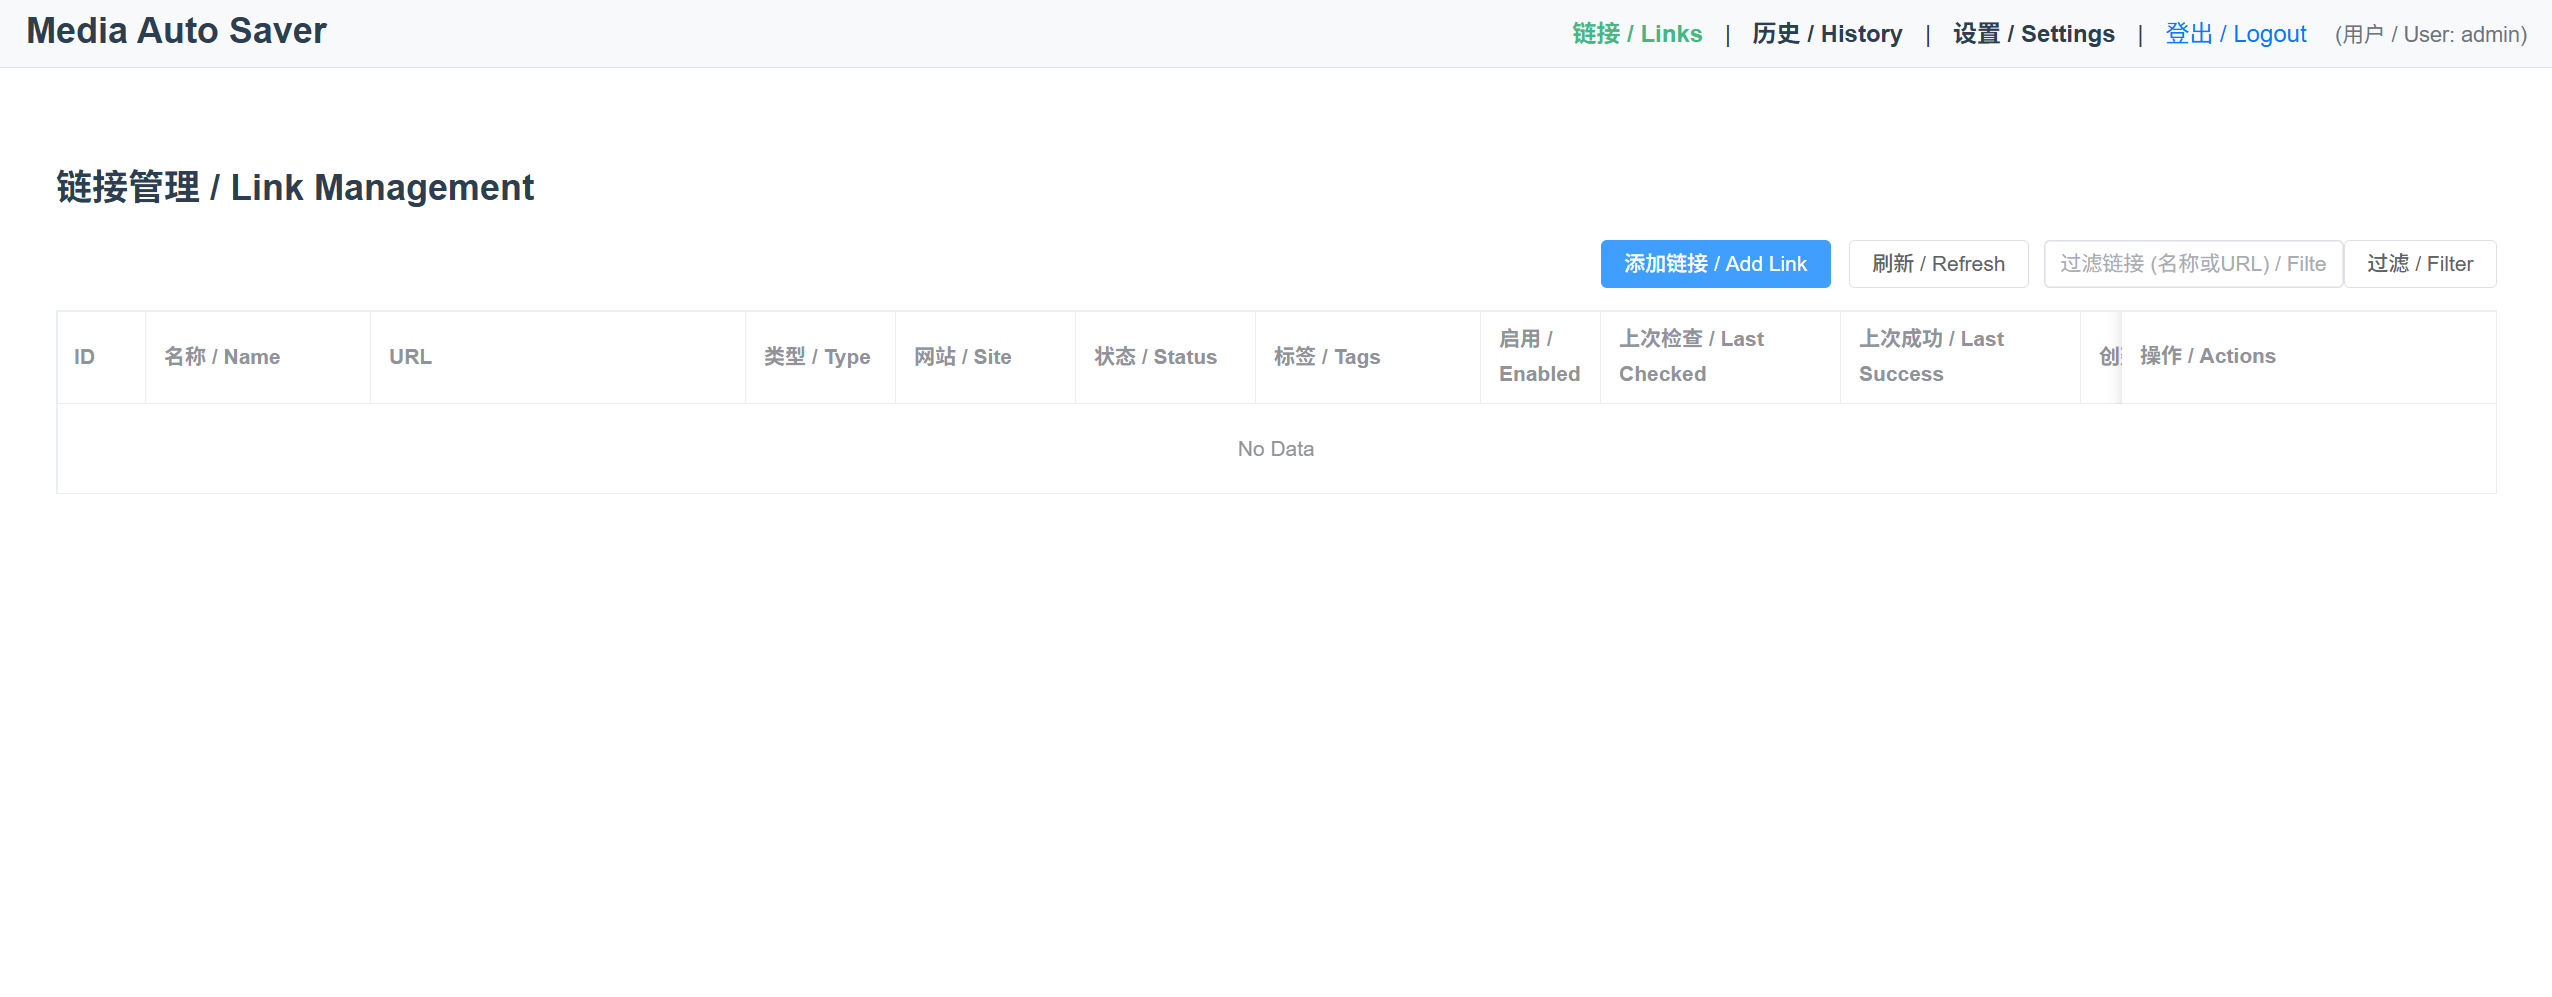 Media Auto Saver
链接 / Links | 历史 / History | 设置 / Settings | 登出 / Logout (用户 / User: admin)
链接管理 / Link Management
添加链接 / Add Link 刷新 / Refresh 过滤链接 (名称或URL) / Filte 过滤 / Filter
ID 名称 / Name URL 类型 / Type 网站 / Site 状态 / Status 标签 / Tags 启用 / Enabled 上次检查 / Last Checked 上次成功 / Last Success 创 操作 / Actions
No Data